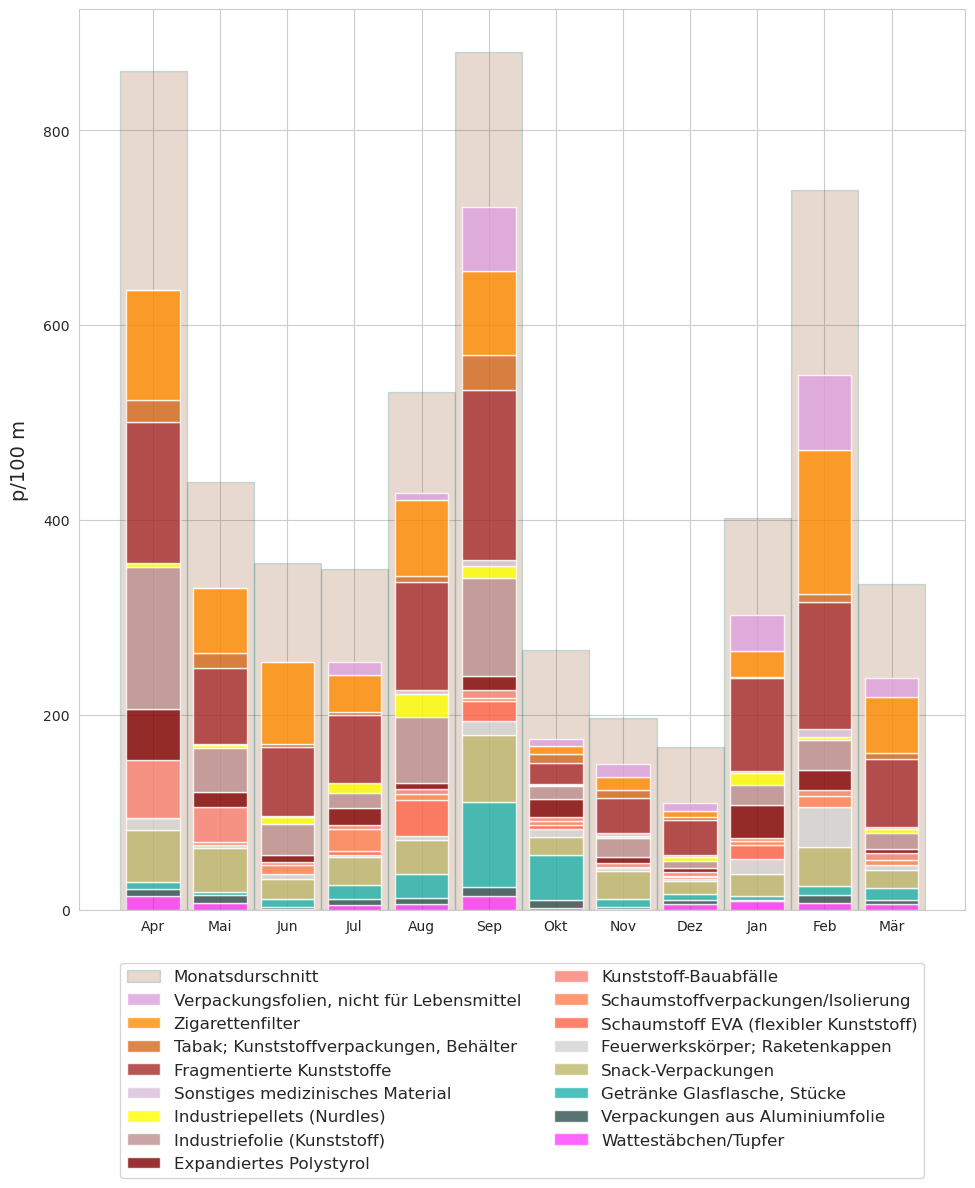 p/100 m
800
600
400
200
0
Apr Mai Jun Jul Aug Sep Okt Nov Dez Jan Feb Mär
Monatsdurschnitt
Verpackungsfolien, nicht für Lebensmittel
Zigarettenfilter
Tabak; Kunststoffverpackungen, Behälter
Fragmentierte Kunststoffe
Sonstiges medizinisches Material
Industriepellets (Nurdles)
Industriefolie (Kunststoff)
Expandiertes Polystyrol
Kunststoff-Bauabfälle
Schaumstoffverpackungen/Isolierung
Schaumstoff EVA (flexibler Kunststoff)
Feuerwerkskörper; Raketenkappen
Snack-Verpackungen
Getränke Glasflasche, Stücke
Verpackungen aus Aluminiumfolie
Wattestäbchen/Tupfer